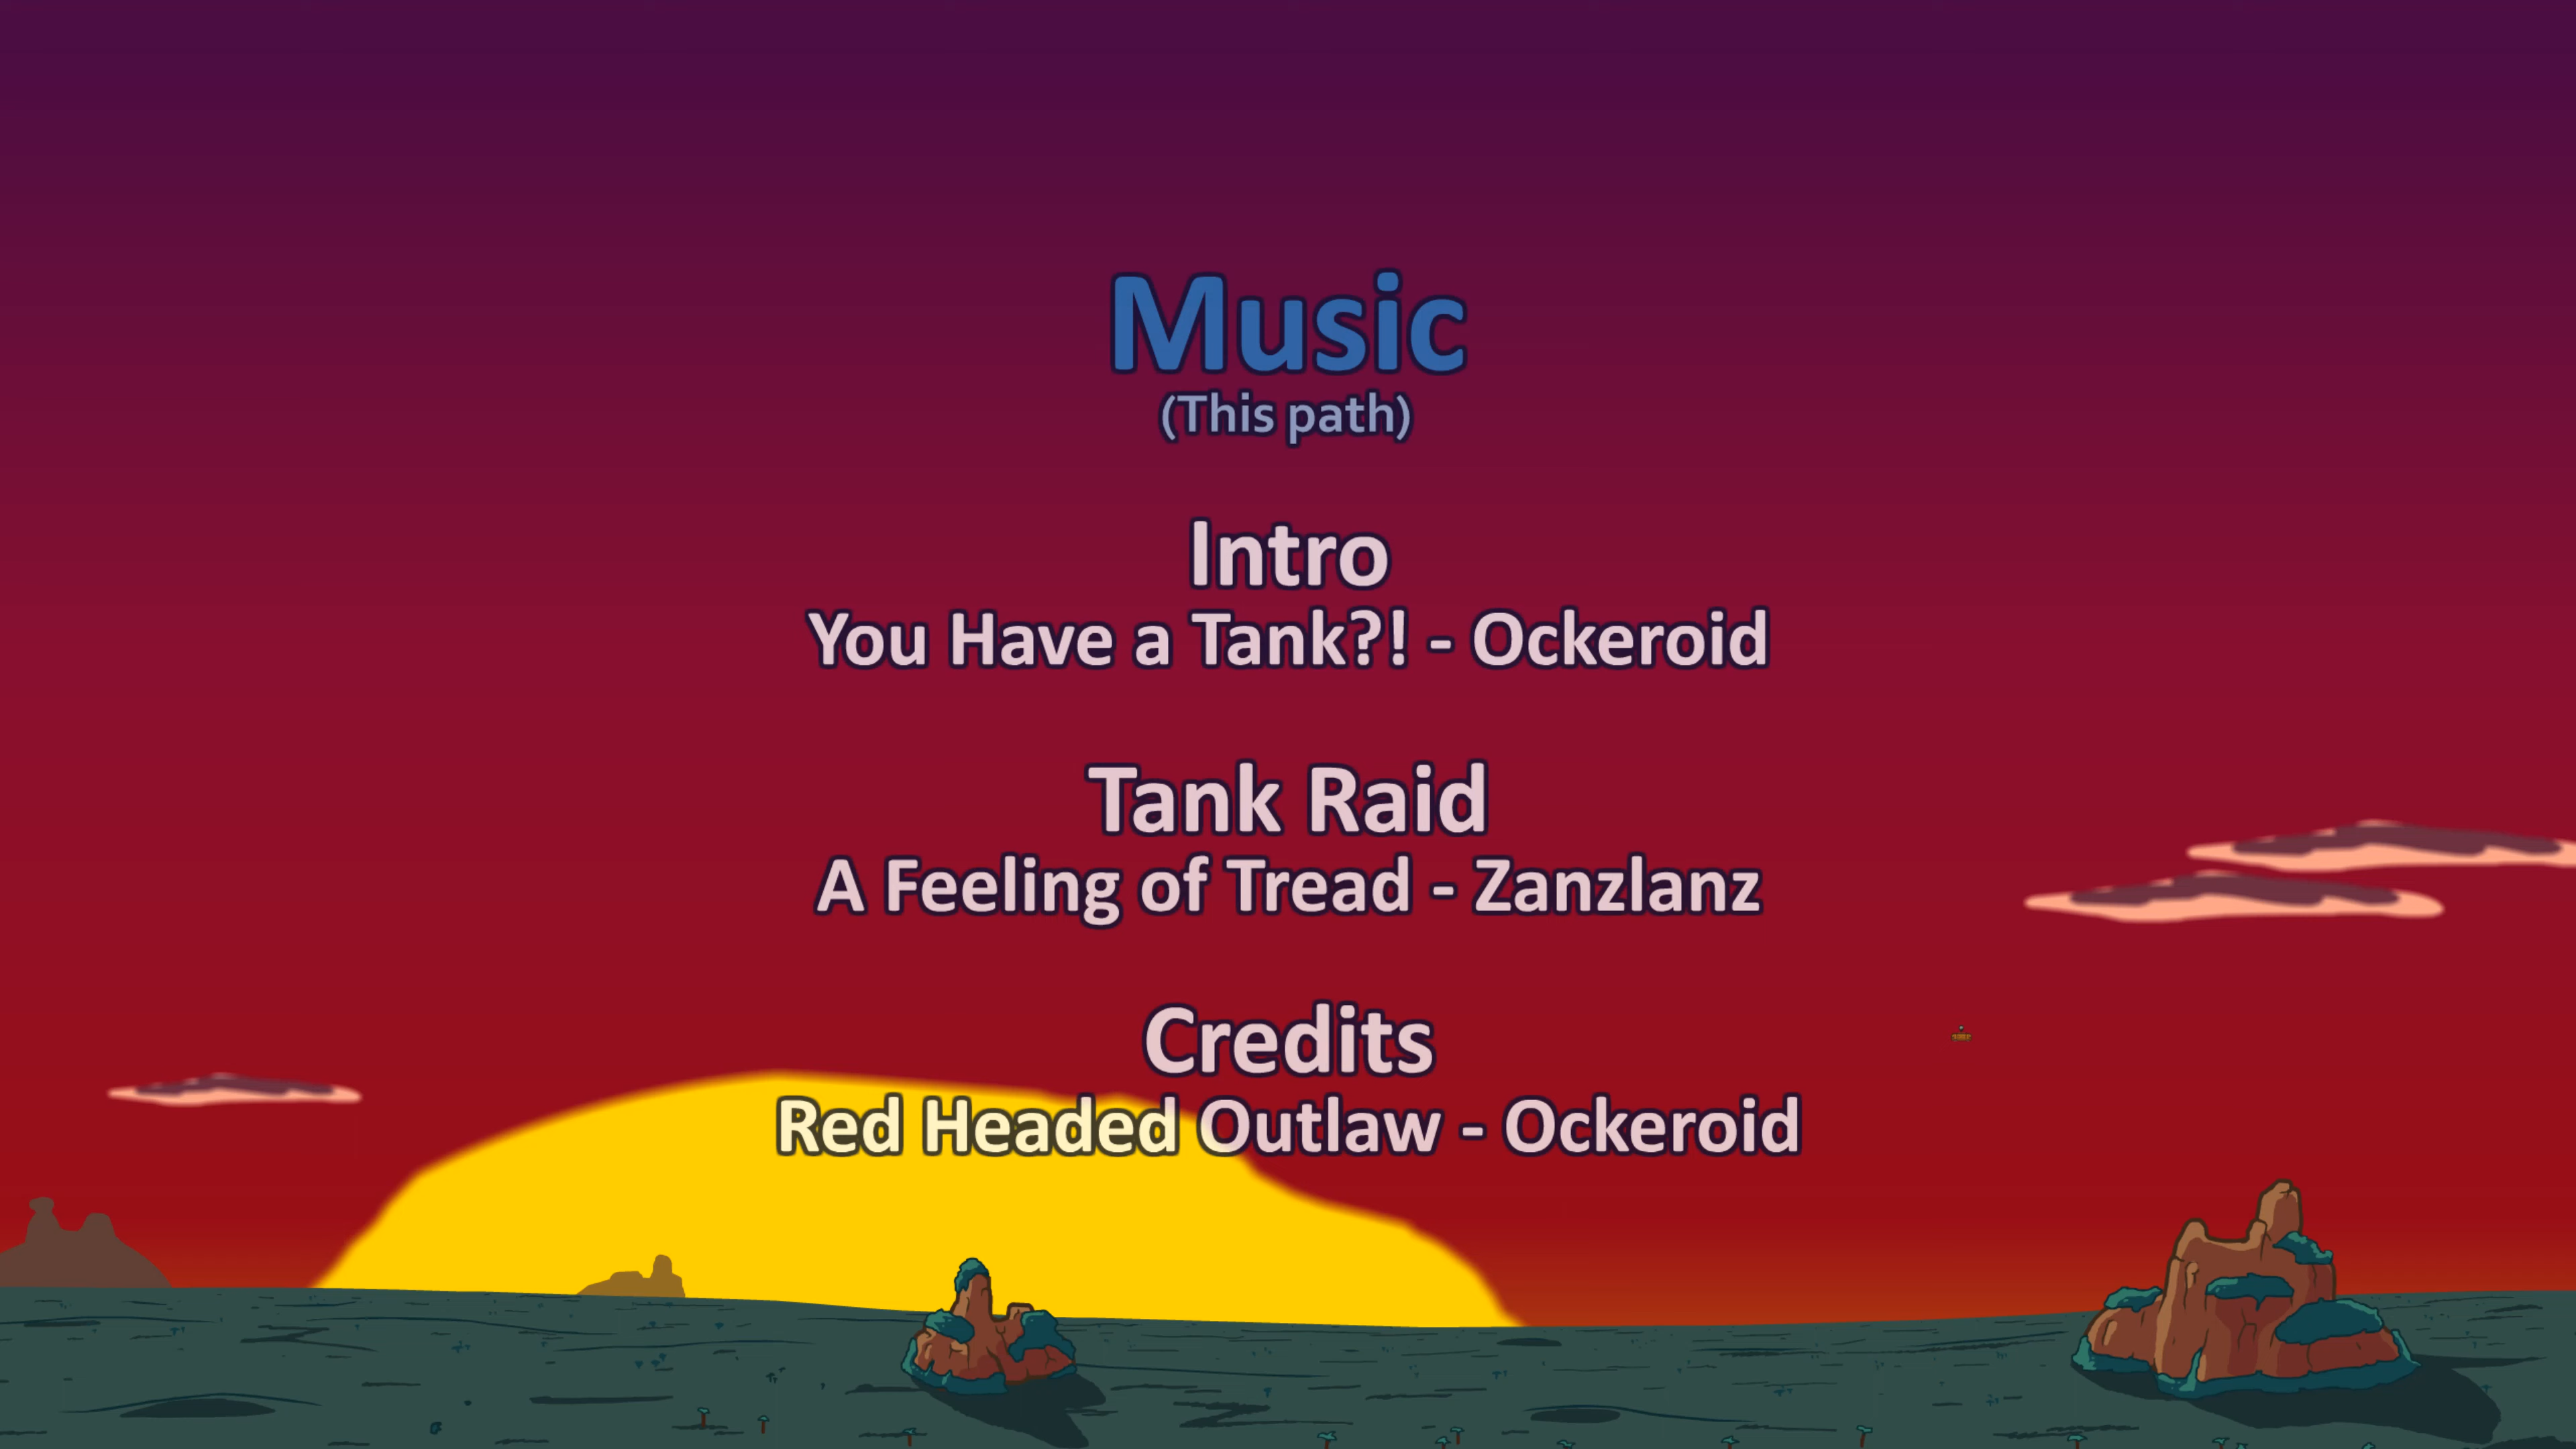 Music
(This path)
Intro
You Have a Tank?! - Ockeroid
Tank Raid
A Feeling of Tread - Zanzlanz
Credits
Red Headed Outlaw - Ockeroid